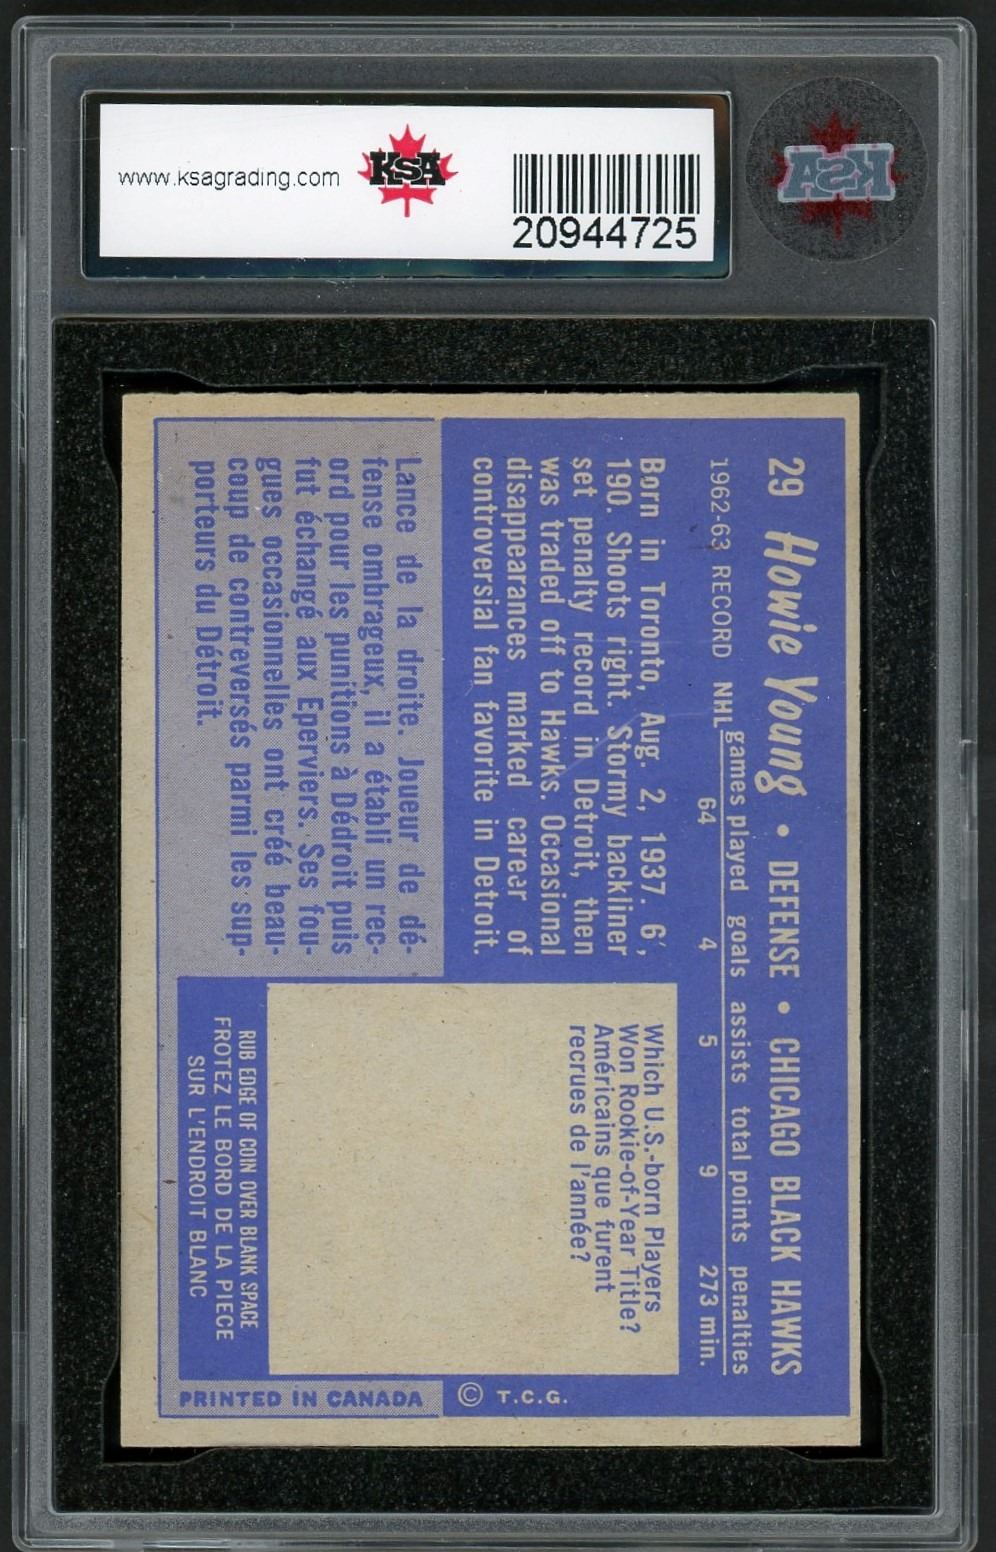 www.ksagrading.com
KSA
20944725
KSA
29 Howie Young • DEFENSE • CHICAGO BLACK HAWKS
games played goals assists total points penalties
1962-63 RECORD NHL 64 4 5 9 273 min.
Born in Toronto, Aug. 2, 1937. 6',
190. Shoots right. Stormy backliner
set penalty record in Detroit, then
was traded off to Hawks. Occasional
disappearances marked career of
controversial fan favorite in Detroit.
Lance de la droite. Joueur de dé-
fense ombrageux, il a établi un rec-
ord pour les punitions à Dédroit puis
fut échangé aux Eperviers. Ses fou-
gues occasionnelles ont créé beau-
coup de contreversés parmi les sup-
porteurs du Détroit.
Which U.S.-born Players
Won Rookie-of-Year Title?
Américains que furent
recrues de l'année?
RUB EDGE OF COIN OVER BLANK SPACE
FROTEZ LE BORD DE LA PIECE
SUR L'ENDROIT BLANC
© T.C.G.
PRINTED IN CANADA